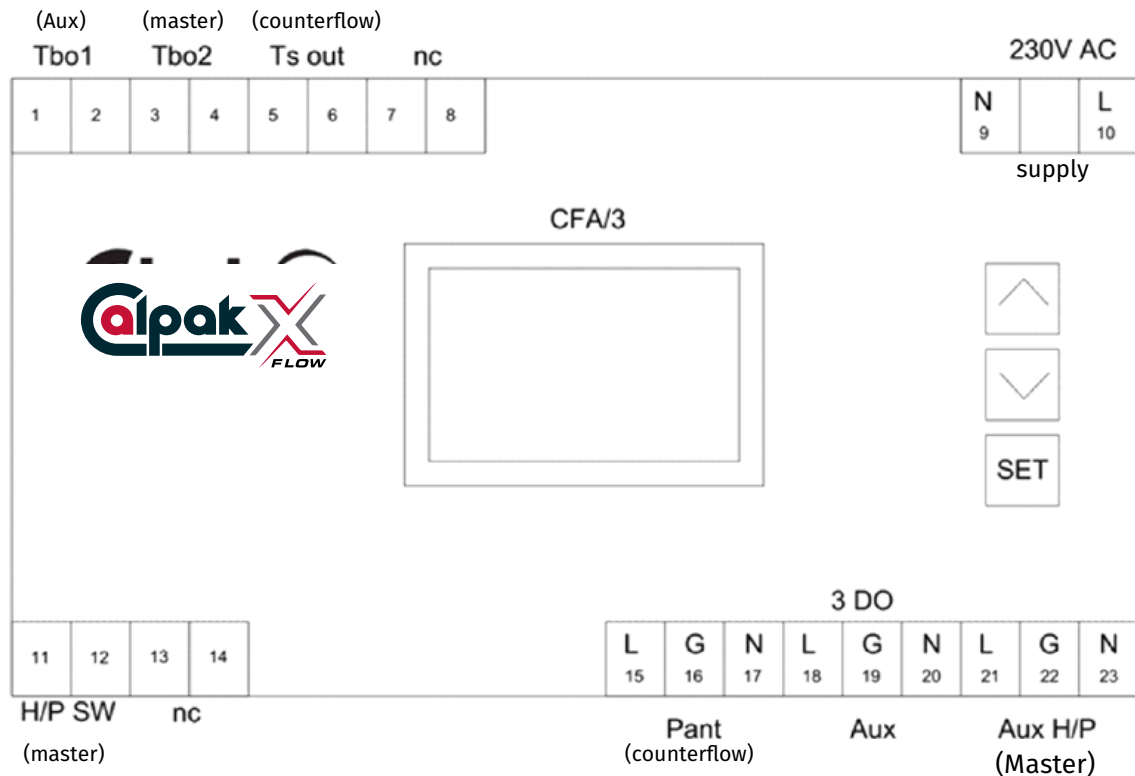 (Aux) (master) (counterflow)
Tbo1 Tbo2 Ts out nc 230V AC
1 2 3 4 5 6 7 8 N L
9 10
supply
CFA/3
Calpak X
FLOW
SET
3 DO
11 12 13 14 L G N L G N L G N
15 16 17 18 19 20 21 22 23
H/P SW nc Pant Aux Aux H/P
(master) (counterflow) (Master)